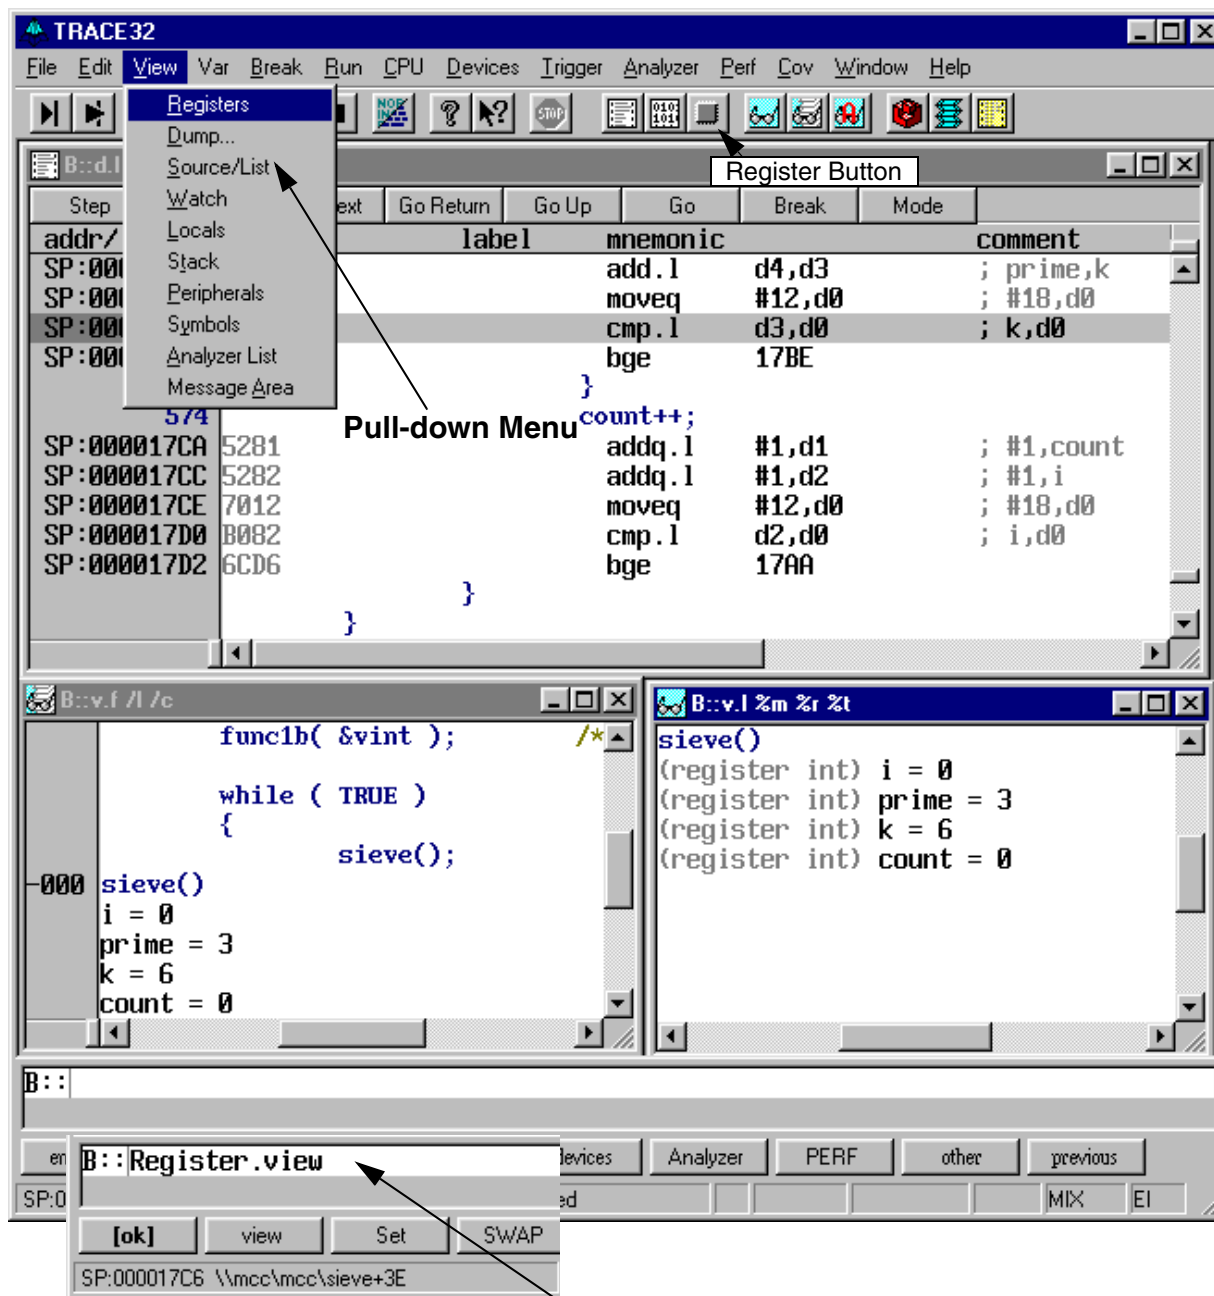 TRACE32
File Edit View Var Break Run CPU Devices Trigger Analyzer Perf Cov Window Help
Registers
Dump...
Source/List
Watch
Locals
Stack
Peripherals
Symbols
Analyzer List
Message Area
Register Button
Pull-down Menu
B::d.l
Step ext Go Return Go Up Go Break Mode
addr/ label mnemonic comment
SP:000 add.l d4,d3 ; prime,k
SP:000 moveq #12,d0 ; #18,d0
SP:000 cmp.l d3,d0 ; k,d0
SP:000 bge 17BE
}
574 count++;
SP:000017CA 5281 addq.l #1,d1 ; #1,count
SP:000017CC 5282 addq.l #1,d2 ; #1,i
SP:000017CE 7012 moveq #12,d0 ; #18,d0
SP:000017D0 B082 cmp.l d2,d0 ; i,d0
SP:000017D2 6CD6 bge 17AA
}
}
B::v.f /l /c
func1b( &vint ); /*
while ( TRUE )
{
sieve();
-000 sieve()
i = 0
prime = 3
k = 6
count = 0
B::v.l %m %r %t
sieve()
(register int) i = 0
(register int) prime = 3
(register int) k = 6
(register int) count = 0
B::
em devices Analyzer PERF other previous
SP:0 ed MIX EI
B::Register.view
[ok] view Set SWAP
SP:000017C6 \\mcc\mcc\sieve+3E